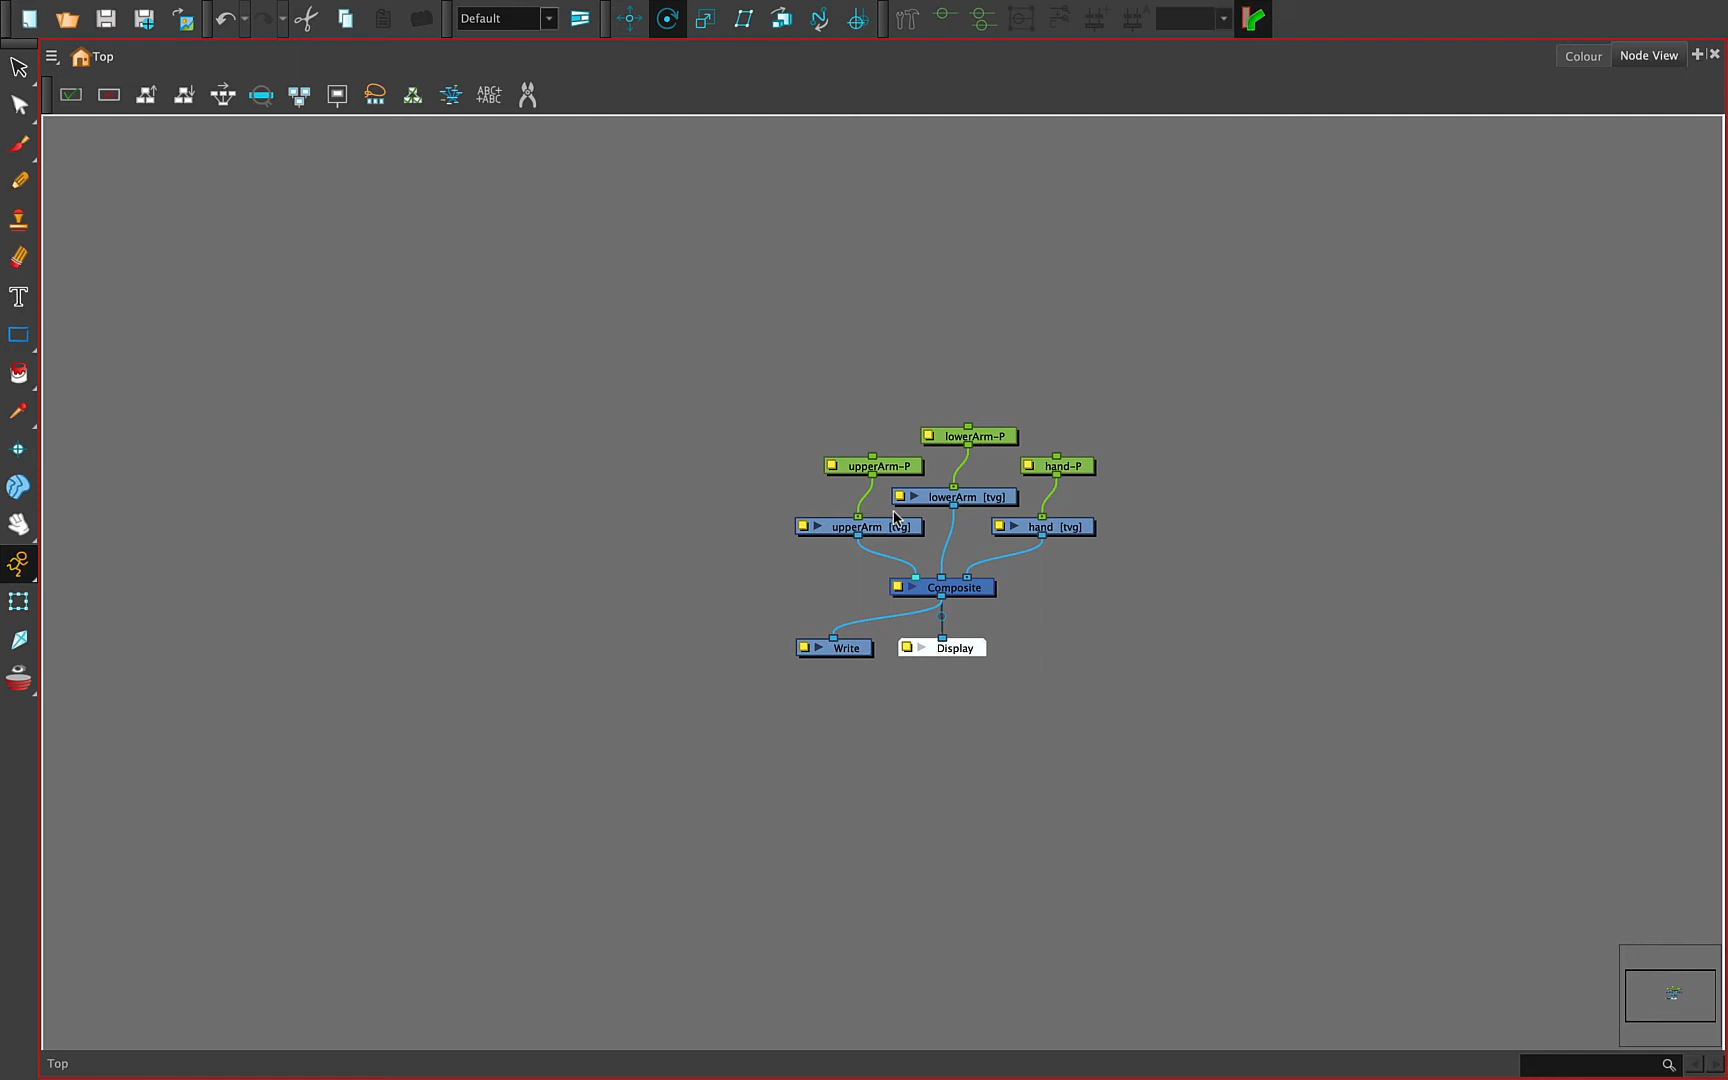 Default
Top
Colour
Node View
ABC+
+ABC
lowerArm-P
upperArm-P
hand-P
lowerArm [tvg]
upperArm [tvg]
hand [tvg]
Composite
Write
Display
Top